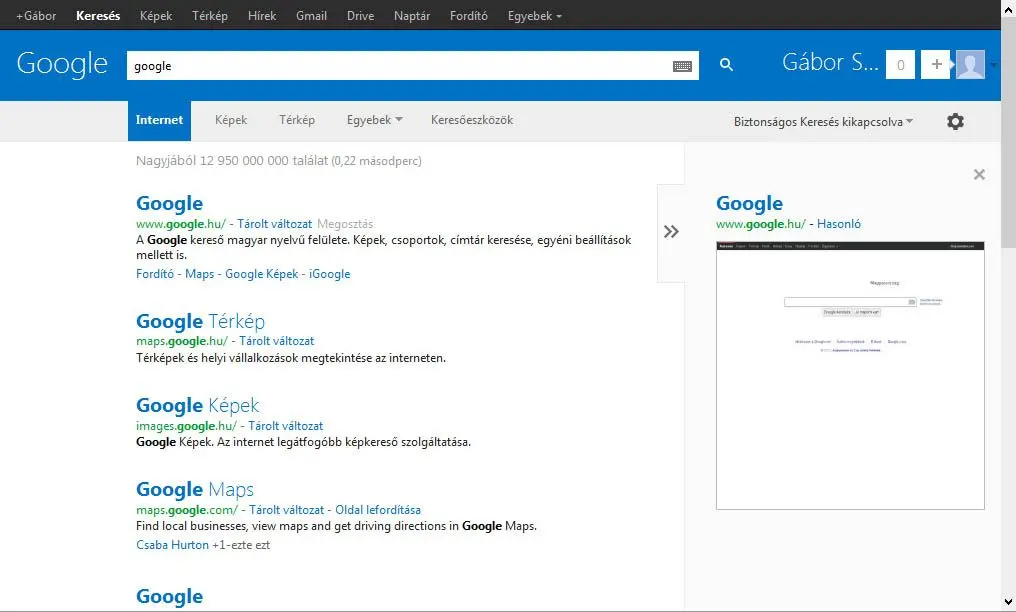 +Gábor Keresés Képek Térkép Hírek Gmail Drive Naptár Fordító Egyebek
Google google Gábor S... 0 +
Internet Képek Térkép Egyebek Keresőeszközök Biztonságos Keresés kikapcsolva
Nagyjából 12 950 000 000 találat (0,22 másodperc)
Google
www.google.hu/ - Tárolt változat Megosztás
A Google kereső magyar nyelvű felülete. Képek, csoportok, címtár keresése, egyéni beállítások
mellett is.
Fordító - Maps - Google Képek - iGoogle
Google Térkép
maps.google.hu/ - Tárolt változat
Térképek és helyi vállalkozások megtekintése az interneten.
Google Képek
images.google.hu/ - Tárolt változat
Google Képek. Az internet legátfogóbb képkereső szolgáltatása.
Google Maps
maps.google.com/ - Tárolt változat - Oldal lefordítása
Find local businesses, view maps and get driving directions in Google Maps.
Csaba Hurton +1-ezte ezt
Google
Google
www.google.hu/ - Hasonló
Magyarország